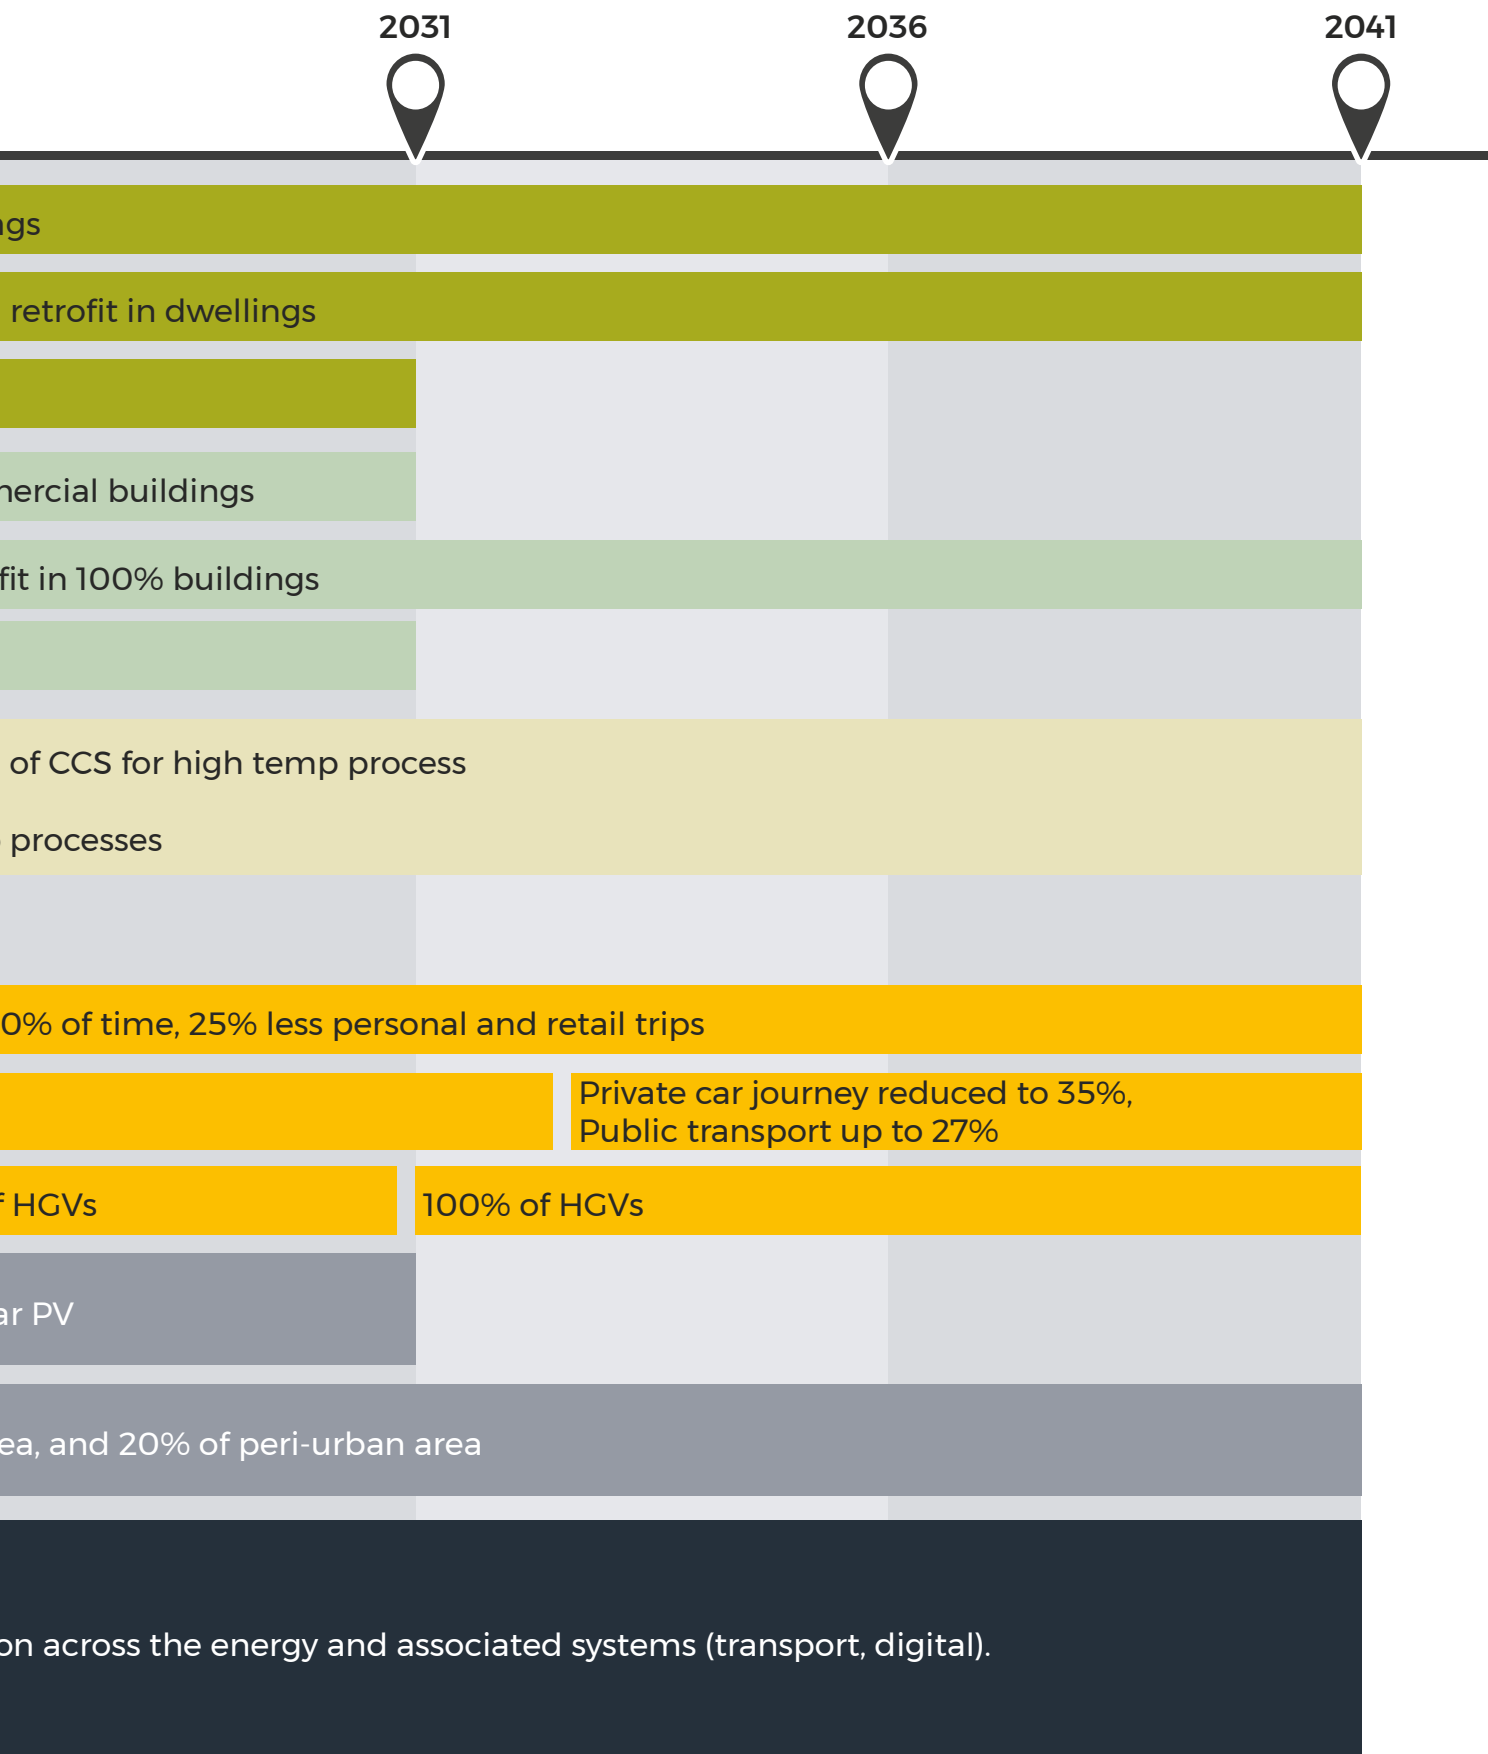 2031 2036 2041
ngs
retrofit in dwellings
mercial buildings
fit in 100% buildings
of CCS for high temp process
processes
0% of time, 25% less personal and retail trips
Private car journey reduced to 35%,
Public transport up to 27%
f HGVs 100% of HGVs
ar PV
ea, and 20% of peri-urban area
on across the energy and associated systems (transport, digital).